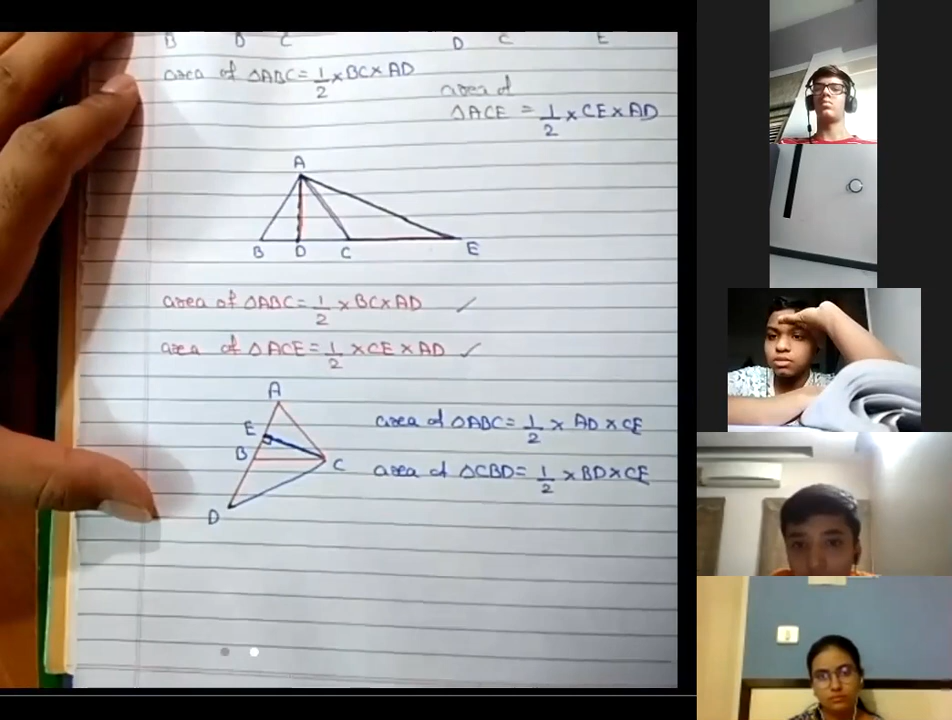 B D C
D C E
area of △ABC = 1/2 × BC × AD
area of
△ACE = 1/2 × CE × AD
A
B D C E
area of △ABC = 1/2 × BC × AD ✓
area of △ACE = 1/2 × CE × AD ✓
A
E
B
C
D
area of △ABC = 1/2 × AD × CE
area of △CBD = 1/2 × BD × CE